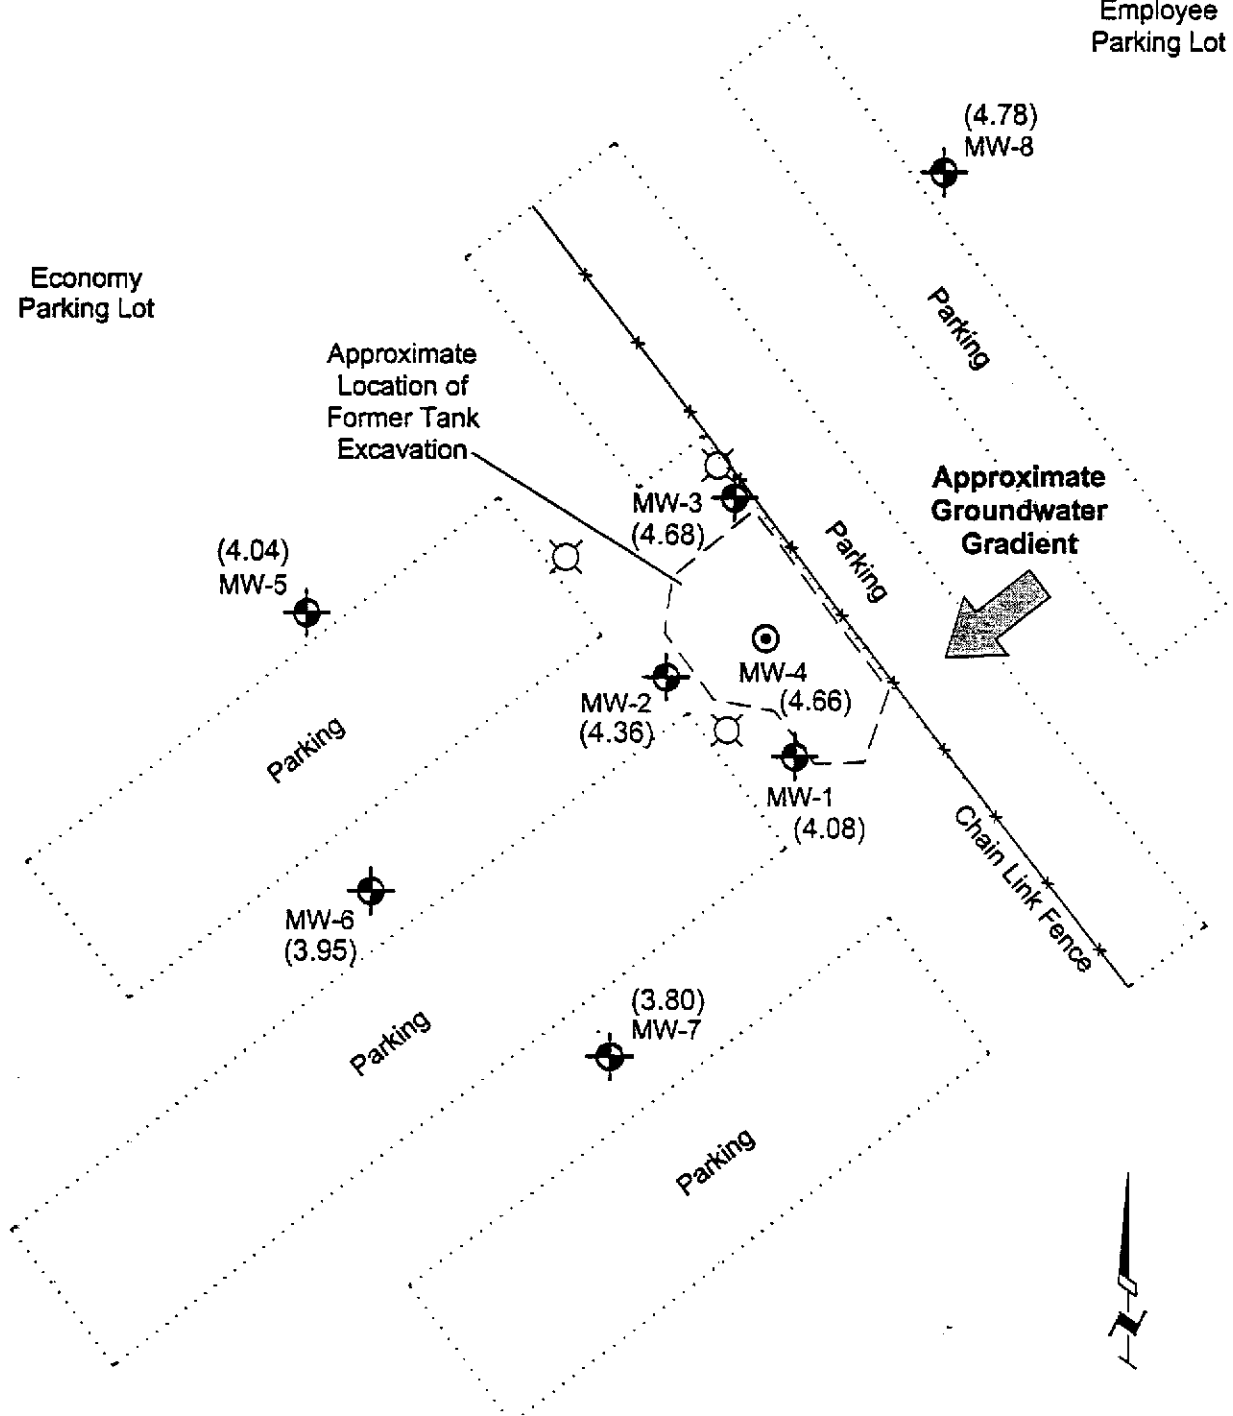 Employee
Parking Lot
(4.78)
MW-8
Economy
Parking Lot
Parking
Approximate
Location of
Former Tank
Excavation
Approximate
Groundwater
Gradient
MW-3
(4.68)
Parking
(4.04)
MW-5
MW-4
(4.66)
MW-2
(4.36)
Parking
MW-1
(4.08)
Chain Link Fence
MW-6
(3.95)
(3.80)
MW-7
Parking
Parking
N